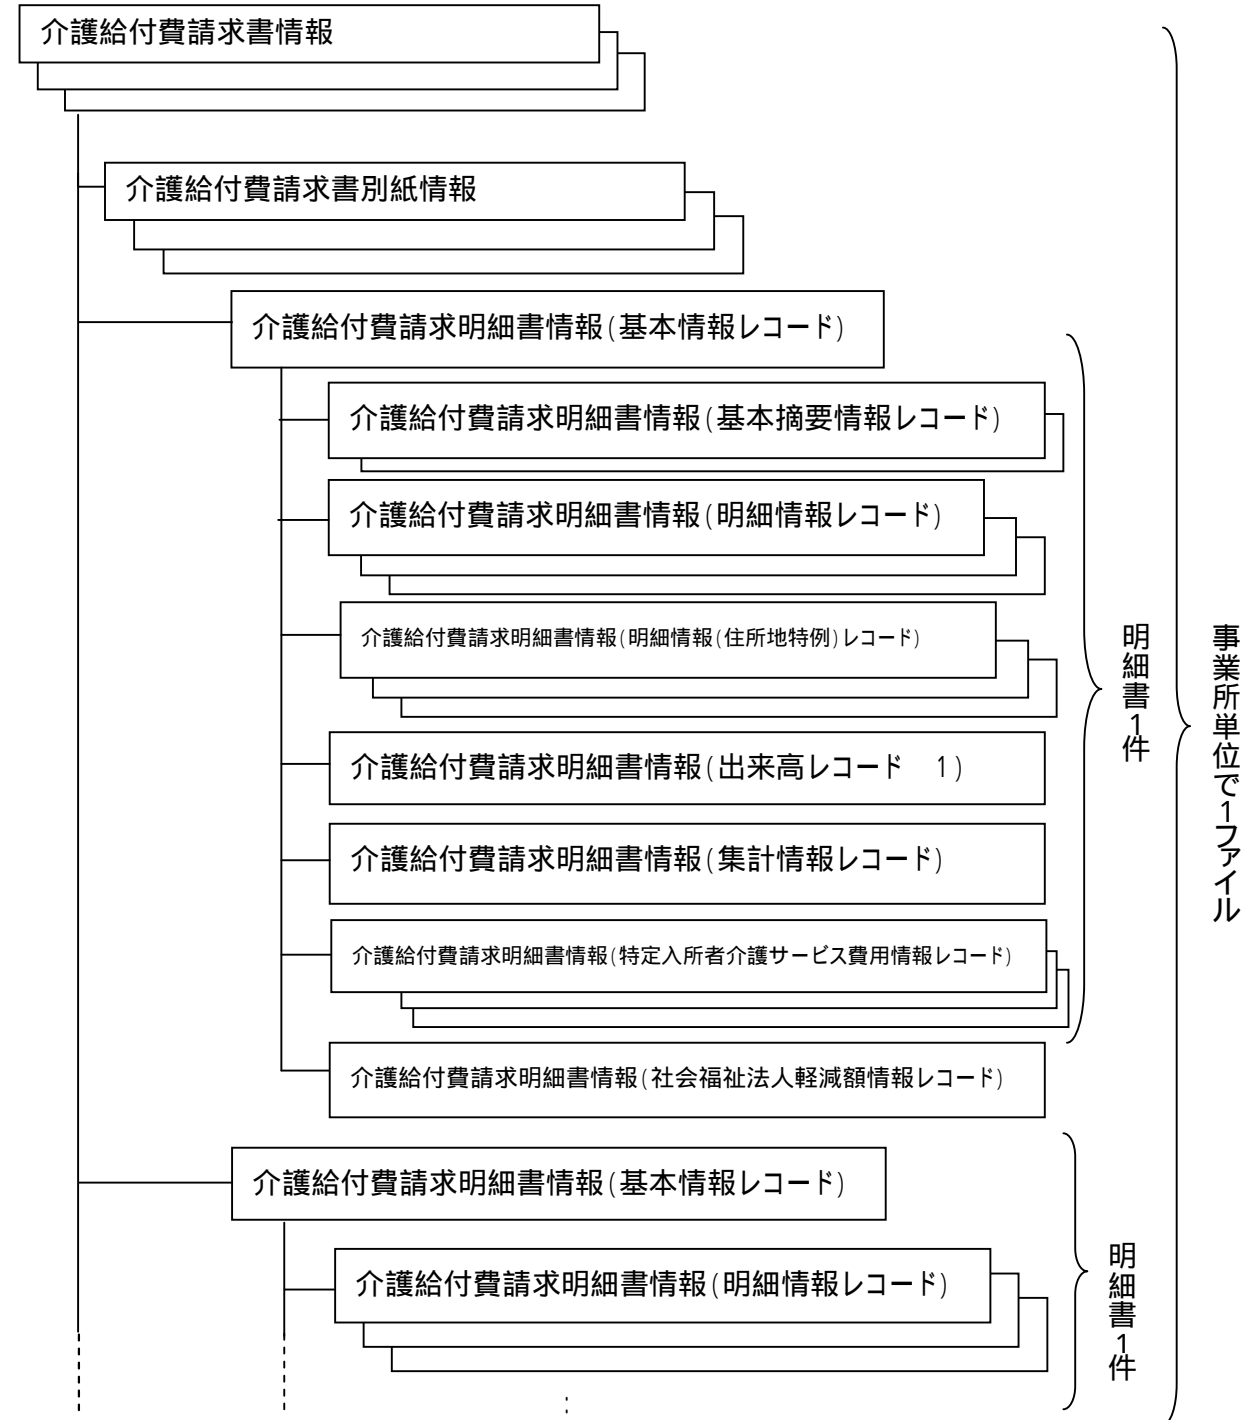 介護給付費請求書情報
介護給付費請求書別紙情報
介護給付費請求明細書情報(基本情報レコード)
介護給付費請求明細書情報(基本摘要情報レコード)
介護給付費請求明細書情報(明細情報レコード)
介護給付費請求明細書情報(明細情報(住所地特例)レコード)
介護給付費請求明細書情報(出来高レコード　1)
介護給付費請求明細書情報(集計情報レコード)
介護給付費請求明細書情報(特定入所者介護サービス費用情報レコード)
介護給付費請求明細書情報(社会福祉法人軽減額情報レコード)
明細書1件
介護給付費請求明細書情報(基本情報レコード)
介護給付費請求明細書情報(明細情報レコード)
明細書1件
事業所単位で1ファイル